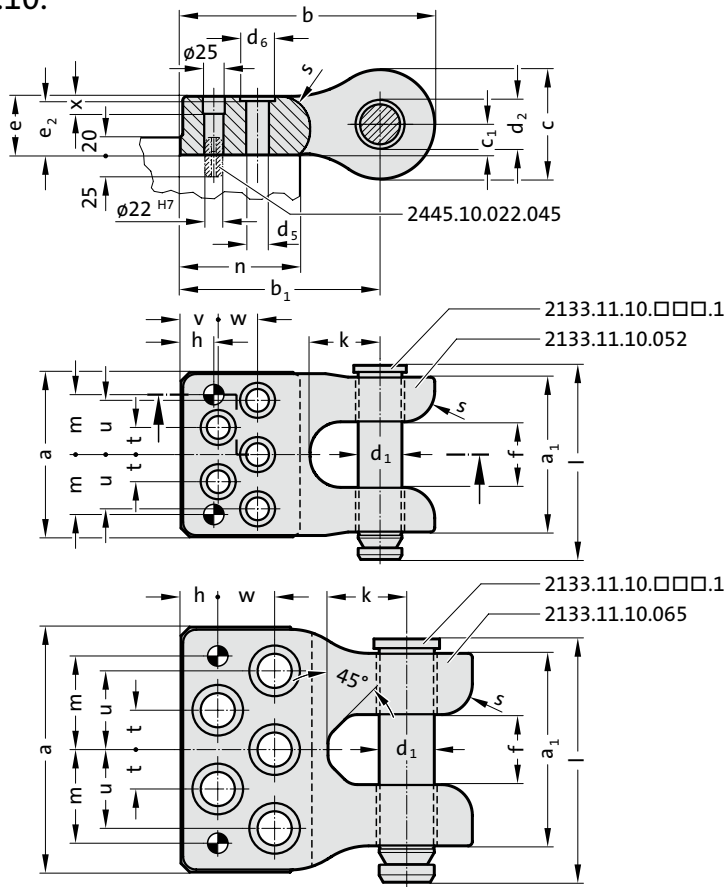 .10.
b
d6
ø25
s
x
e
e2
20
25
c1
d2
c
ø22 H7
2445.10.022.045
d5
n
b1
2133.11.10.□□□.1
2133.11.10.052
v
w
h
k
s
a
m
u
t
t
u
m
d1
f
a1
l
2133.11.10.□□□.1
2133.11.10.065
h
w
k
45°
s
a
m
u
t
t
u
m
d1
f
a1
l